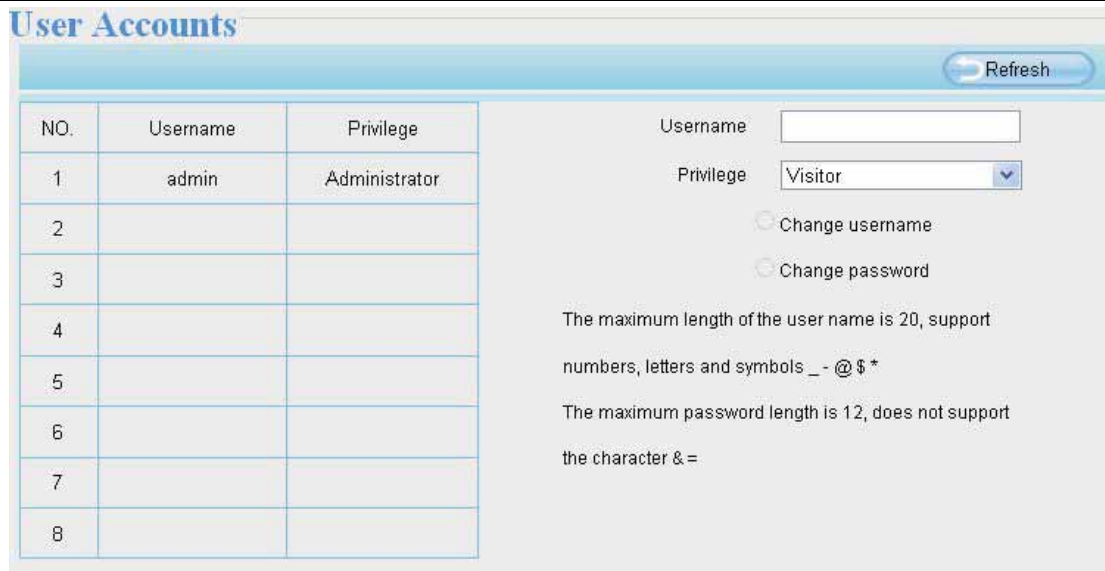 User Accounts
Refresh
NO. Username Privilege
1 admin Administrator
2
3
4
5
6
7
8
Username
Privilege Visitor
Change username
Change password
The maximum length of the user name is 20, support
numbers, letters and symbols _ - @ $ *
The maximum password length is 12, does not support
the character & =